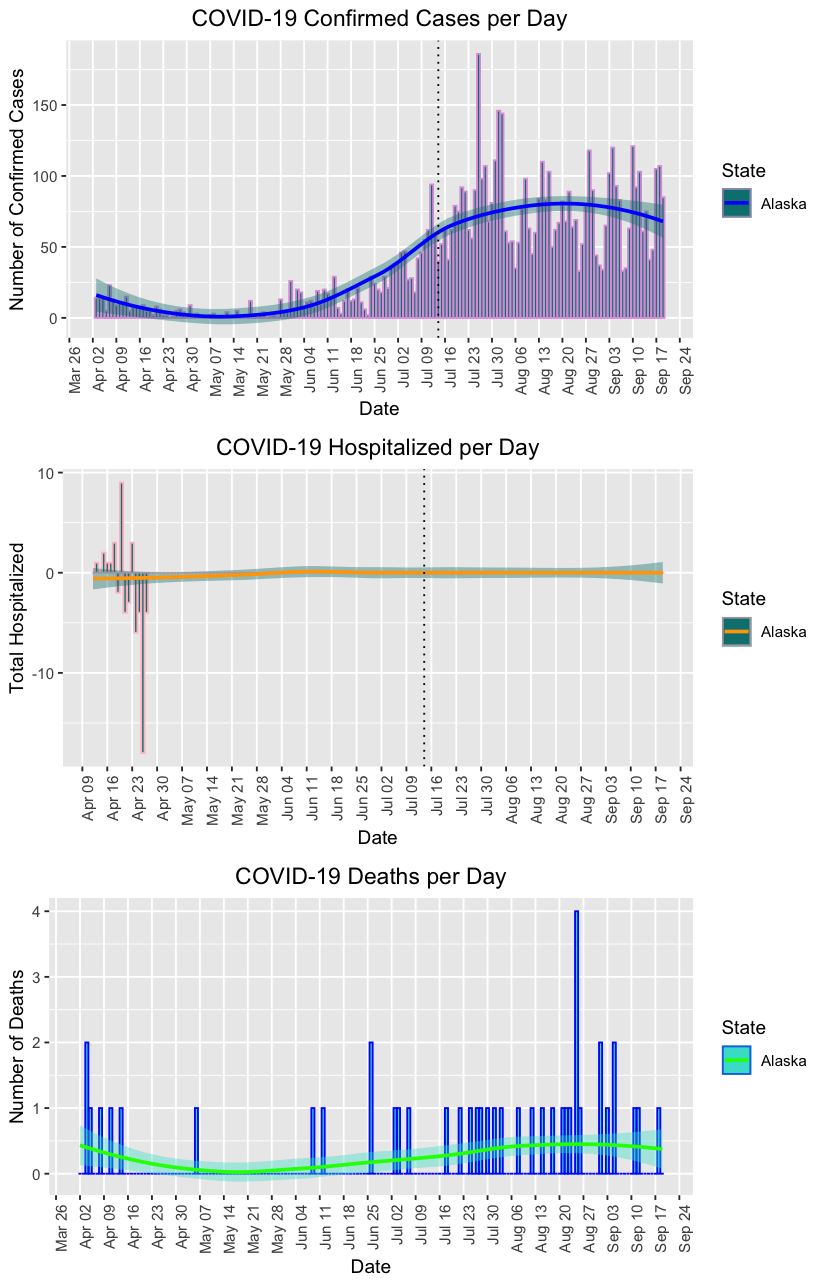 COVID-19 Confirmed Cases per Day
Number of Confirmed Cases
150
100
50
0
Mar 26
Apr 02
Apr 09
Apr 16
Apr 23
Apr 30
May 07
May 14
May 21
May 28
Jun 04
Jun 11
Jun 18
Jun 25
Jul 02
Jul 09
Jul 16
Jul 23
Jul 30
Aug 06
Aug 13
Aug 20
Aug 27
Sep 03
Sep 10
Sep 17
Sep 24
Date
State
Alaska
COVID-19 Hospitalized per Day
Total Hospitalized
10
0
-10
Apr 09
Apr 16
Apr 23
Apr 30
May 07
May 14
May 21
May 28
Jun 04
Jun 11
Jun 18
Jun 25
Jul 02
Jul 09
Jul 16
Jul 23
Jul 30
Aug 06
Aug 13
Aug 20
Aug 27
Sep 03
Sep 10
Sep 17
Sep 24
Date
State
Alaska
COVID-19 Deaths per Day
Number of Deaths
4
3
2
1
0
Mar 26
Apr 02
Apr 09
Apr 16
Apr 23
Apr 30
May 07
May 14
May 21
May 28
Jun 04
Jun 11
Jun 18
Jun 25
Jul 02
Jul 09
Jul 16
Jul 23
Jul 30
Aug 06
Aug 13
Aug 20
Aug 27
Sep 03
Sep 10
Sep 17
Sep 24
Date
State
Alaska